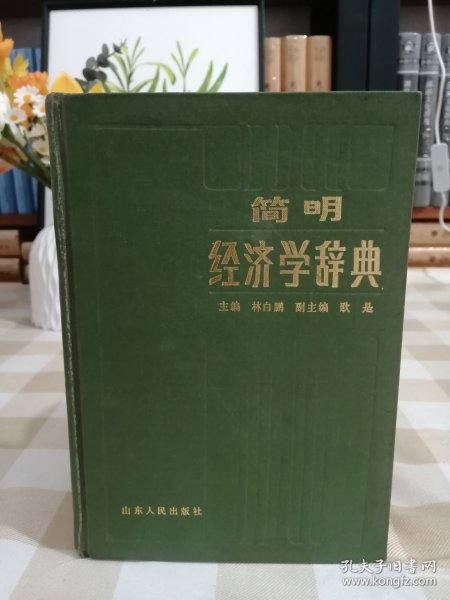 简明
经济学辞典
主编 林白鹏 副主编 欧是
山东人民出版社
孔夫子旧书网
www.kongfz.com